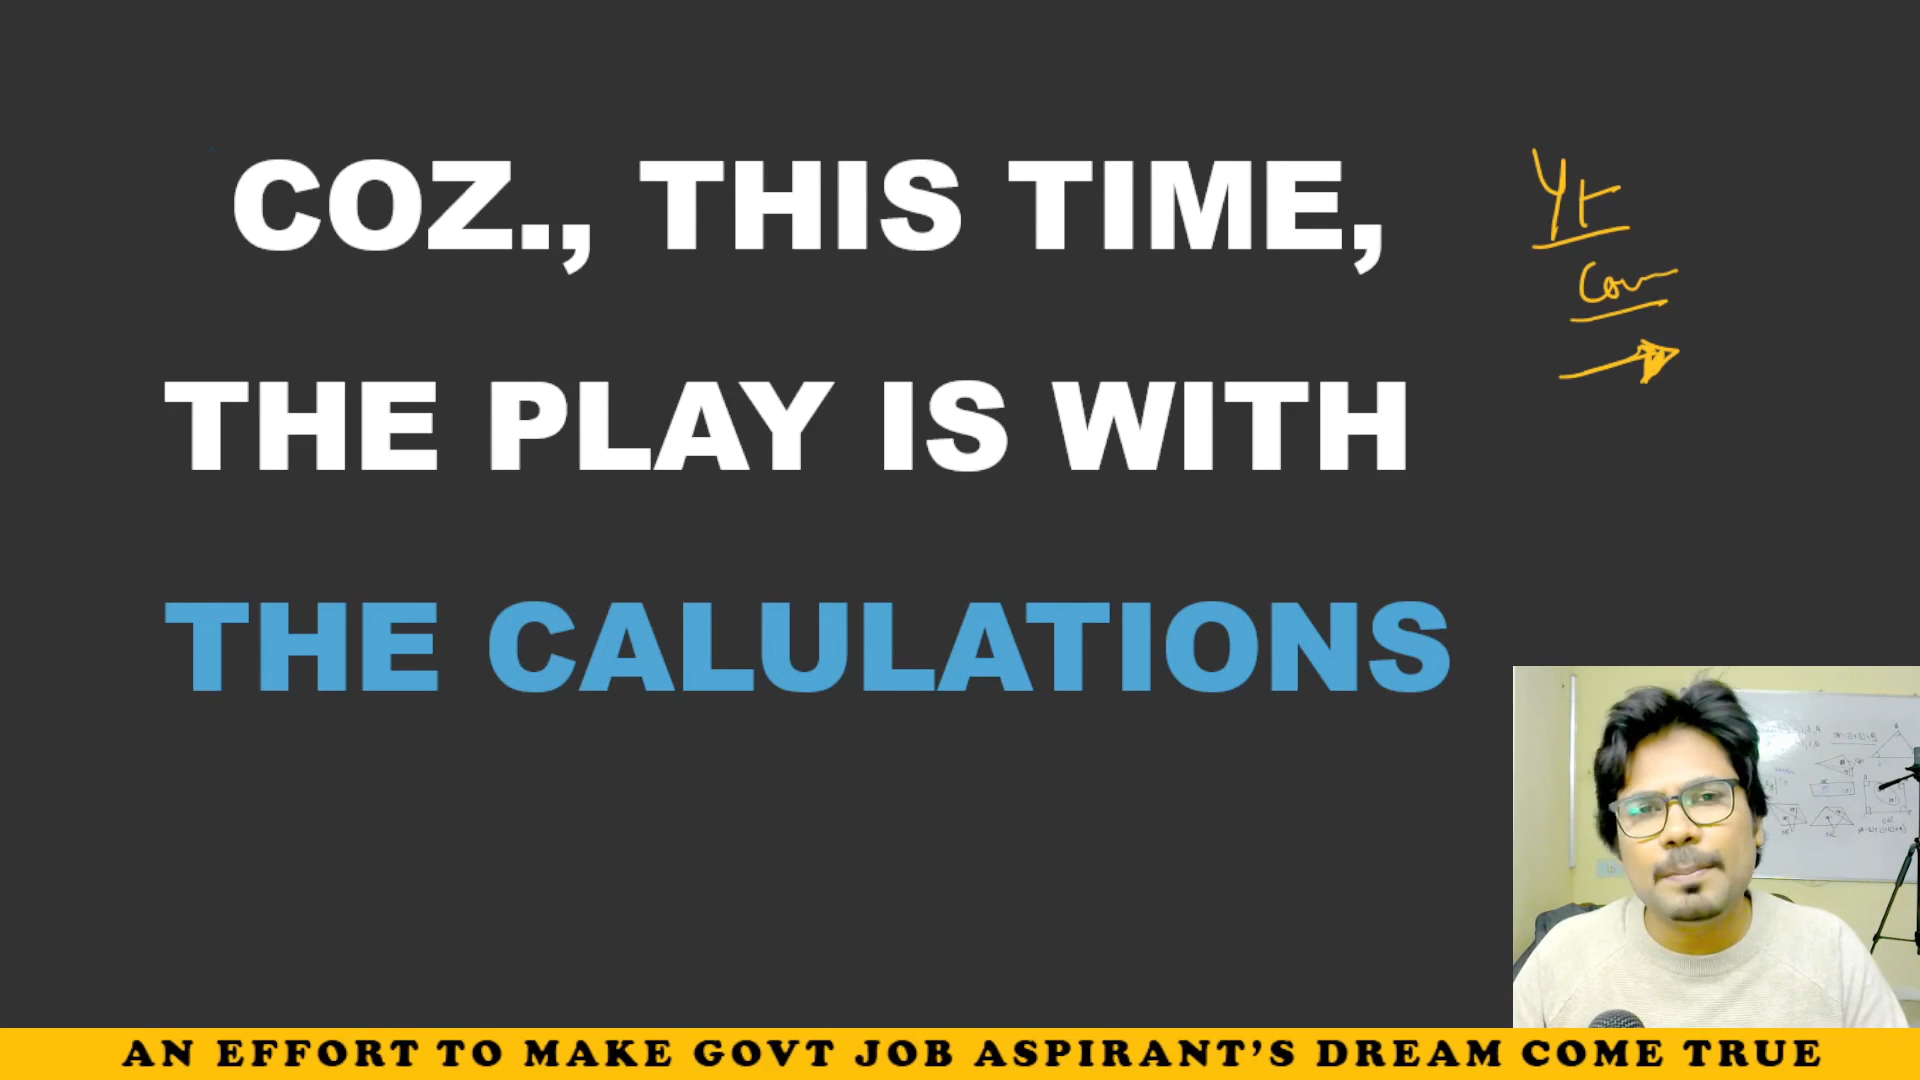 COZ., THIS TIME,
THE PLAY IS WITH
THE CALULATIONS
Yt
AN EFFORT TO MAKE GOVT JOB ASPIRANT’S DREAM COME TRUE